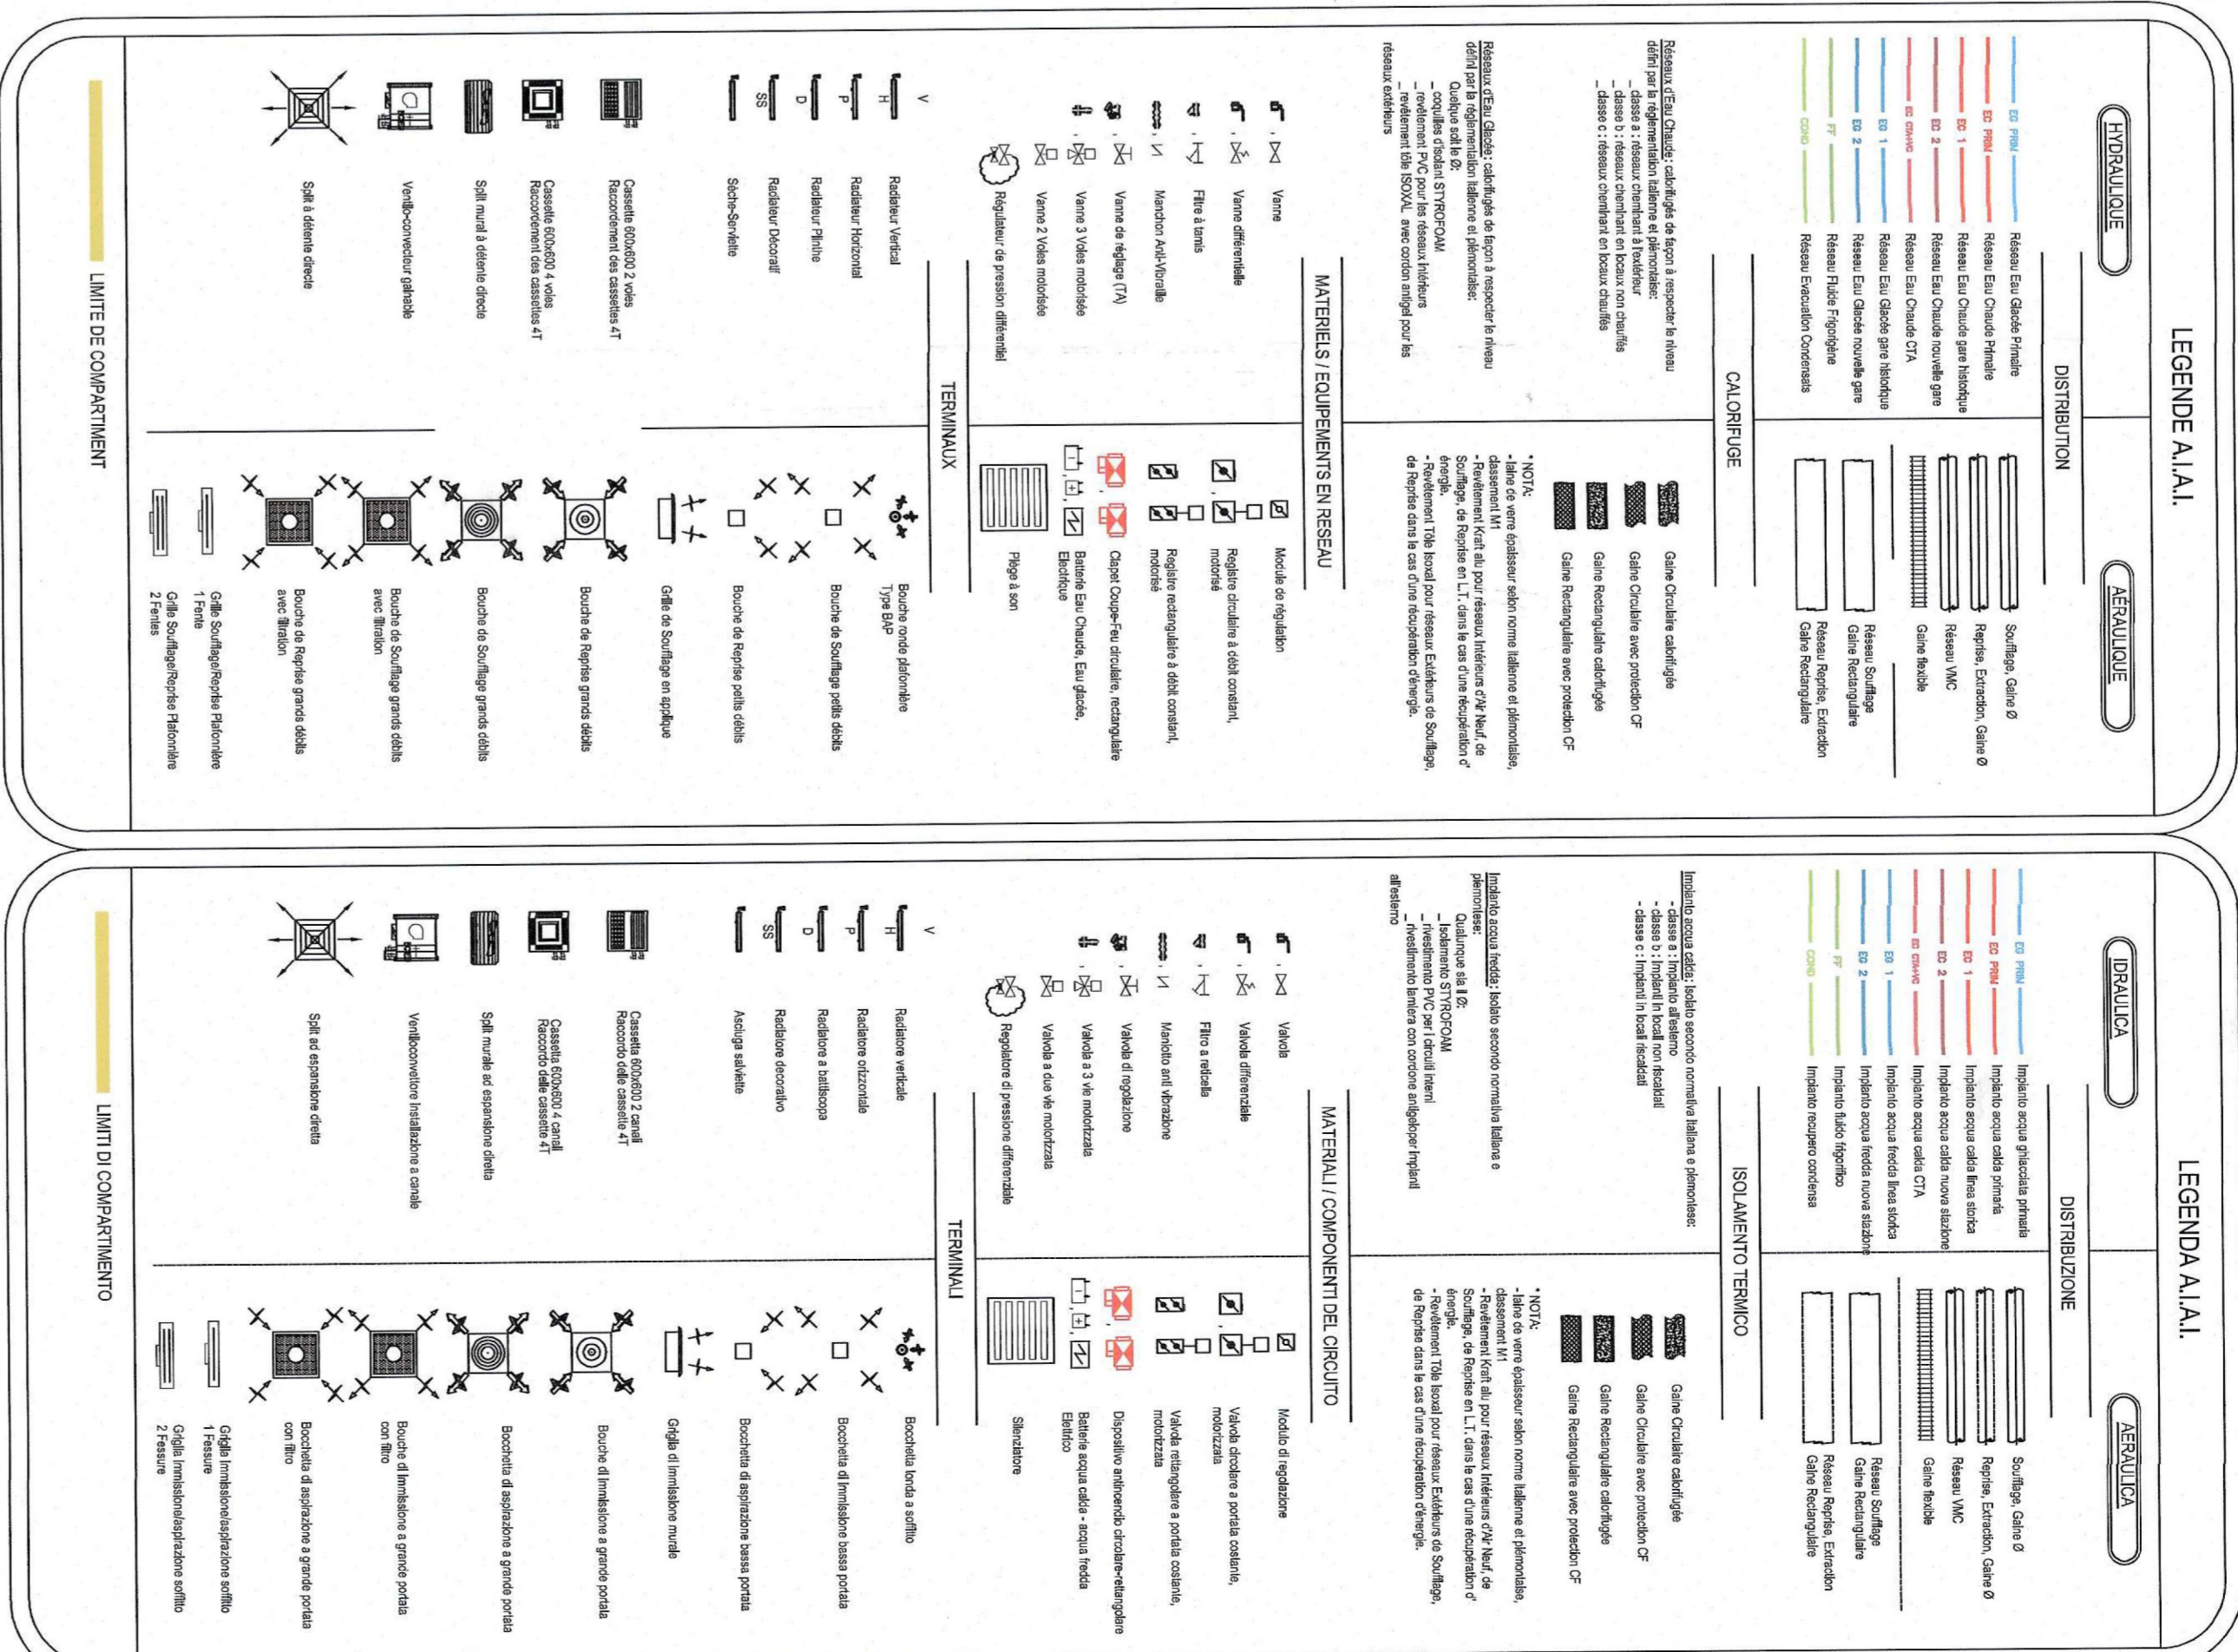 LEGENDE A.I.A.I.
HYDRAULIQUE
AÉRAULIQUE
DISTRIBUTION
EG PRIM
Réseau Eau Glacée Primaire
EC PRIM
Réseau Eau Chaude Primaire
EC 1
Réseau Eau Chaude gare historique
EC 2
Réseau Eau Chaude nouvelle gare
EC CTA+VC
Réseau Eau Chaude CTA
EG 1
Réseau Eau Glacée gare historique
EG 2
Réseau Eau Glacée nouvelle gare
FF
Réseau Fluide Frigorigène
COND
Réseau Evacuation Condensats
Soufflage, Gaine Ø
Reprise, Extraction, Gaine Ø
Réseau VMC
Gaine flexible
Réseau Soufflage
Gaine Rectangulaire
Réseau Reprise, Extraction
Gaine Rectangulaire
CALORIFUGE
Réseaux d'Eau Chaude: calorifugés de façon à respecter le niveau
défini par la réglementation italienne et piémontaise:
_ classe a : réseaux cheminant à l'extérieur
_ classe b : réseaux cheminant en locaux non chauffés
_ classe c : réseaux cheminant en locaux chauffés
Réseaux d'Eau Glacée: calorifugés de façon à respecter le niveau
défini par la réglementation italienne et piémontaise:
Quelque soit le Ø:
_ coquilles d'isolant STYROFOAM
_ revêtement PVC pour les réseaux intérieurs
_ revêtement tôle ISOXAL avec cordon antigel pour les
réseaux extérieurs
Gaine Circulaire calorifugée
Gaine Circulaire avec protection CF
Gaine Rectangulaire calorifugée
Gaine Rectangulaire avec protection CF
* NOTA:
- laine de verre épaisseur selon norme italienne et piémontaise,
classement M1
- Revêtement Kraft alu pour réseaux Intérieurs d'Air Neuf, de
Soufflage, de Reprise en L.T. dans le cas d'une récupération d'
énergie.
- Revêtement Tôle Isoxal pour réseaux Extérieurs de Soufflage,
de Reprise dans le cas d'une récupération d'énergie.
MATERIELS / EQUIPEMENTS EN RESEAU
Vanne
Vanne différentielle
Filtre à tamis
Manchon Anti-Vibratile
Vanne de réglage (TA)
Vanne 3 Voies motorisée
Vanne 2 Voies motorisée
Régulateur de pression différentiel
Module de régulation
Registre circulaire à débit constant,
motorisé
Registre rectangulaire à débit constant,
motorisé
Clapet Coupe-Feu circulaire, rectangulaire
Batterie Eau Chaude, Eau glacée,
Electrique
Piège à son
TERMINAUX
V
Radiateur Vertical
H
Radiateur Horizontal
P
Radiateur Plinthe
D
Radiateur Décoratif
SS
Sèche-Serviette
Cassette 600x600 2 voies
Raccordement des cassettes 4T
Cassette 600x600 4 voies
Raccordement des cassettes 4T
Split mural à détente directe
Ventilo-convecteur gainable
Split à détente directe
Bouche ronde plafonnière
Type BAP
Bouche de Soufflage petits débits
Bouche de Reprise petits débits
Grille de Soufflage en applique
Bouche de Reprise grands débits
Bouche de Soufflage grands débits
Bouche de Soufflage grands débits
avec filtration
Bouche de Reprise grands débits
avec filtration
Grille Soufflage/Reprise Plafonnière
1 Fente
Grille Soufflage/Reprise Plafonnière
2 Fentes
LIMITE DE COMPARTIMENT
LEGENDA A.I.A.I.
IDRAULICA
AERAULICA
DISTRIBUZIONE
EG PRIM
Impianto acqua ghiacciata primaria
EC PRIM
Impianto acqua calda primaria
EC 1
Impianto acqua calda linea storica
EC 2
Impianto acqua calda nuova stazione
EC CTA+VC
Impianto acqua calda CTA
EG 1
Impianto acqua fredda linea storica
EG 2
Impianto acqua fredda nuova stazione
FF
Impianto fluido frigorifico
COND
Impianto recupero condensa
Soufflage, Gaine Ø
Reprise, Extraction, Gaine Ø
Réseau VMC
Gaine flexible
Réseau Soufflage
Gaine Rectangulaire
Réseau Reprise, Extraction
Gaine Rectangulaire
ISOLAMENTO TERMICO
Impianto acqua calda: Isolato secondo normativa italiana e piemontese:
- classe a : Impianto all'esterno
- classe b : Impianti in locali non riscaldati
- classe c : Impianti in locali riscaldati
Impianto acqua fredda: Isolato secondo normativa italiana e
piemontese:
Qualunque sia il Ø:
_ Isolamento STYROFOAM
_ rivestimento PVC per i circuiti interni
_ rivestimento lamiera con cordone antigeloper impianti
all'esterno
Gaine Circulaire calorifugée
Gaine Circulaire avec protection CF
Gaine Rectangulaire calorifugée
Gaine Rectangulaire avec protection CF
* NOTA:
- laine de verre épaisseur selon norme italienne et piémontaise,
classement M1
- Revêtement Kraft alu pour réseaux Intérieurs d'Air Neuf, de
Soufflage, de Reprise en L.T. dans le cas d'une récupération d'
énergie.
- Revêtement Tôle Isoxal pour réseaux Extérieurs de Soufflage,
de Reprise dans le cas d'une récupération d'énergie.
MATERIALI / COMPONENTI DEL CIRCUITO
Valvola
Valvola differenziale
Filtro a reticella
Maniotto anti vibrazione
Valvola di regolazione
Valvola a 3 vie motorizzata
Valvola a due vie motorizzata
Regolatore di pressione differenziale
Modulo di regolazione
Valvola circolare a portata costante,
motorizzata
Valvola rettangolare a portata costante,
motorizzata
Dispositivo antincendio circolare-rettangolare
Batterie acqua calda - acqua fredda
Elettrico
Silenziatore
TERMINALI
V
Radiatore verticale
H
Radiatore orizzontale
P
Radiatore a battiscopa
D
Radiatore decorativo
SS
Asciuga salviette
Cassetta 600x600 2 canali
Raccordo delle cassette 4T
Cassetta 600x600 4 canali
Raccordo delle cassette 4T
Split murale ad espansione diretta
Ventiloconvettore installazione a canale
Split ad espansione diretta
Bocchetta tonda a soffitto
Bocchetta di immissione bassa portata
Bocchetta di aspirazione bassa portata
Griglia di immissione murale
Bouche di immissione a grande portata
Bocchetta di aspirazione a grande portata
Bouche di immissione a grande portata
con filtro
Bocchetta di aspirazione a grande portata
con filtro
Griglia immissione/aspirazione soffitto
1 Fessure
Griglia immissione/aspirazione soffitto
2 Fessure
LIMITI DI COMPARTIMENTO